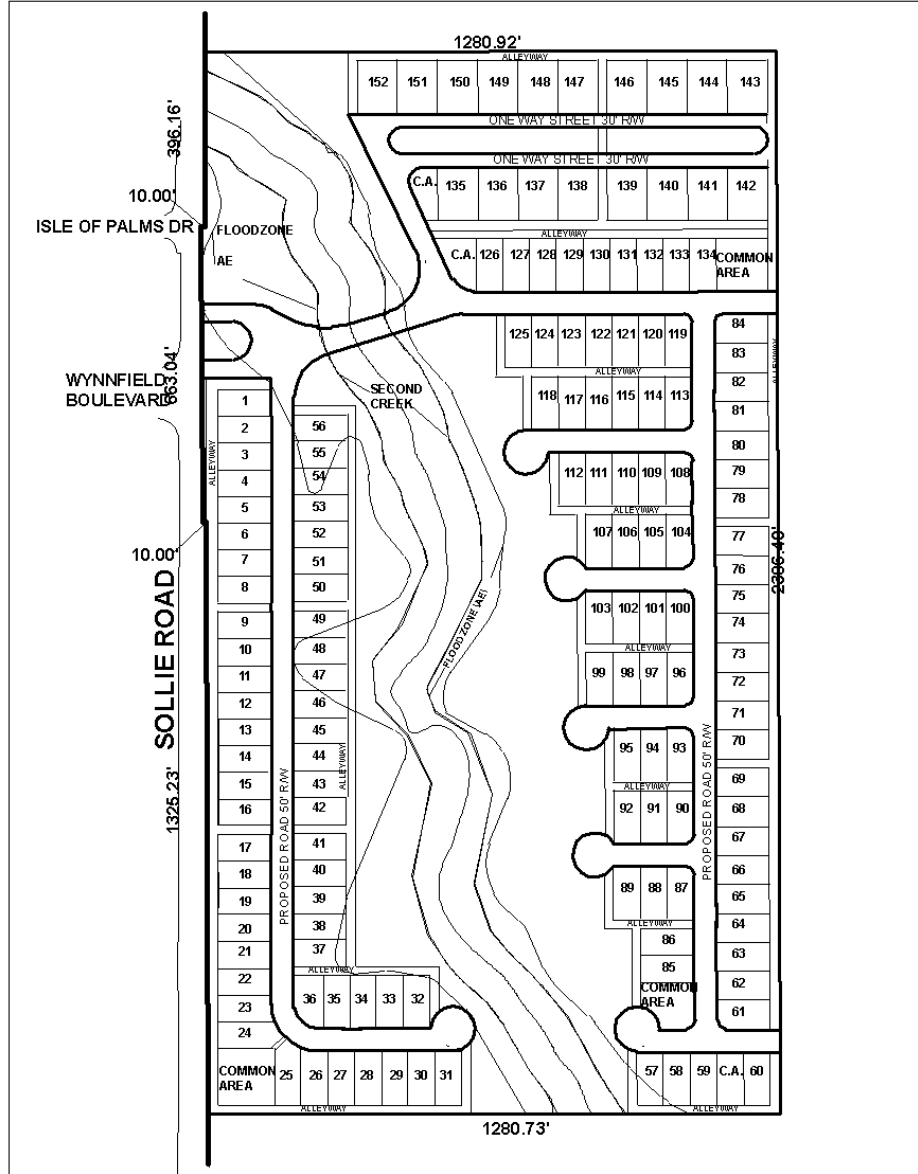 1280.92'
ALLEYWAY
152 151 150 149 148 147 146 145 144 143
396.16'
ONE WAY STREET 30' R/W
ONE WAY STREET 30' R/W
C.A. 135 136 137 138 139 140 141 142
10.00'
ISLE OF PALMS DR
FLOODZONE
AE
ALLEYWAY
C.A. 126 127 128 129 130 131 132 133 134 COMMON
AREA
125 124 123 122 121 120 119
ALLEYWAY
118 117 116 115 114 113
84
83
82
81
80
79
78
77
76
75
74
73
72
71
70
69
68
67
66
65
64
63
62
61
ALLEYWAY
2306.40'
WYNNFIELD
BOULEVARD
663.04'
SECOND
CREEK
1
2
3
4
5
6
7
8
9
10
11
12
13
14
15
16
17
18
19
20
21
22
23
24
ALLEYWAY
56
55
54
53
52
51
50
49
48
47
46
45
44
43
42
41
40
39
38
37
ALLEYWAY
112 111 110 109 108
ALLEYWAY
107 106 105 104
10.00'
SOLLIE ROAD
1325.23'
FLOODZONE (AE)
103 102 101 100
ALLEYWAY
99 98 97 96
95 94 93
ALLEYWAY
92 91 90
PROPOSED ROAD 50' R/W
PROPOSED ROAD 50' R/W
89 88 87
ALLEYWAY
86
85
COMMON
AREA
ALLEYWAY
36 35 34 33 32
COMMON
AREA
25 26 27 28 29 30 31
ALLEYWAY
57 58 59 C.A. 60
ALLEYWAY
1280.73'